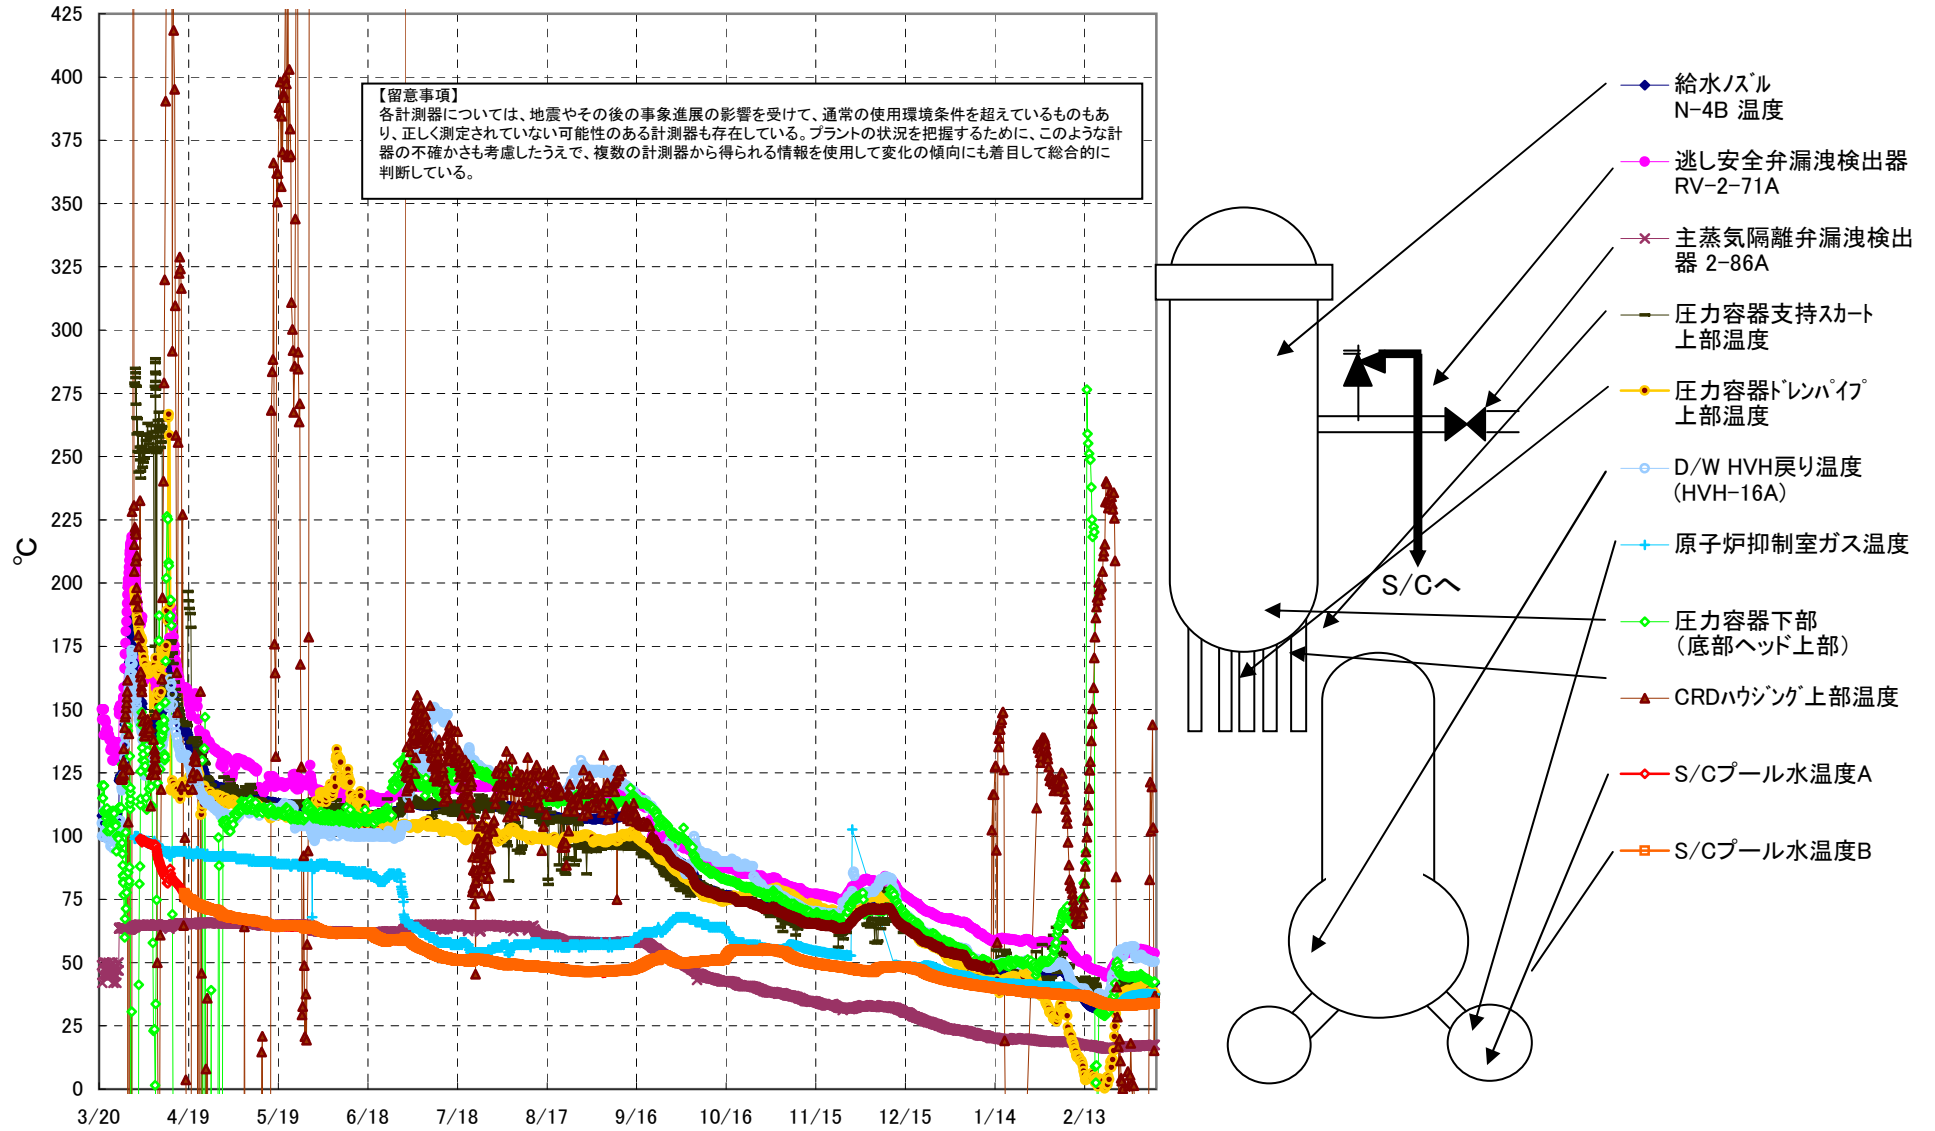 425
400
375
350
325
300
275
250
225
200
175
150
125
100
75
50
25
0
℃
3/20 4/19 5/19 6/18 7/18 8/17 9/16 10/16 11/15 12/15 1/14 2/13
【留意事項】
各計測器については、地震やその後の事象進展の影響を受けて、通常の使用環境条件を超えているものもあ
り、正しく測定されていない可能性のある計測器も存在している。プラントの状況を把握するために、このような計
器の不確かさも考慮したうえで、複数の計測器から得られる情報を使用して変化の傾向にも着目して総合的に
判断している。
S/Cへ
給水ﾉｽﾞﾙ
N-4B 温度
逃し安全弁漏洩検出器
RV-2-71A
主蒸気隔離弁漏洩検出
器 2-86A
圧力容器支持ｽｶｰﾄ
上部温度
圧力容器ﾄﾞﾚﾝﾊﾟｲﾌﾟ
上部温度
D/W HVH戻り温度
(HVH-16A)
原子炉抑制室ガス温度
圧力容器下部
（底部ヘッド上部）
CRDﾊｳｼﾞﾝｸﾞ上部温度
S/Cプール水温度A
S/Cプール水温度B